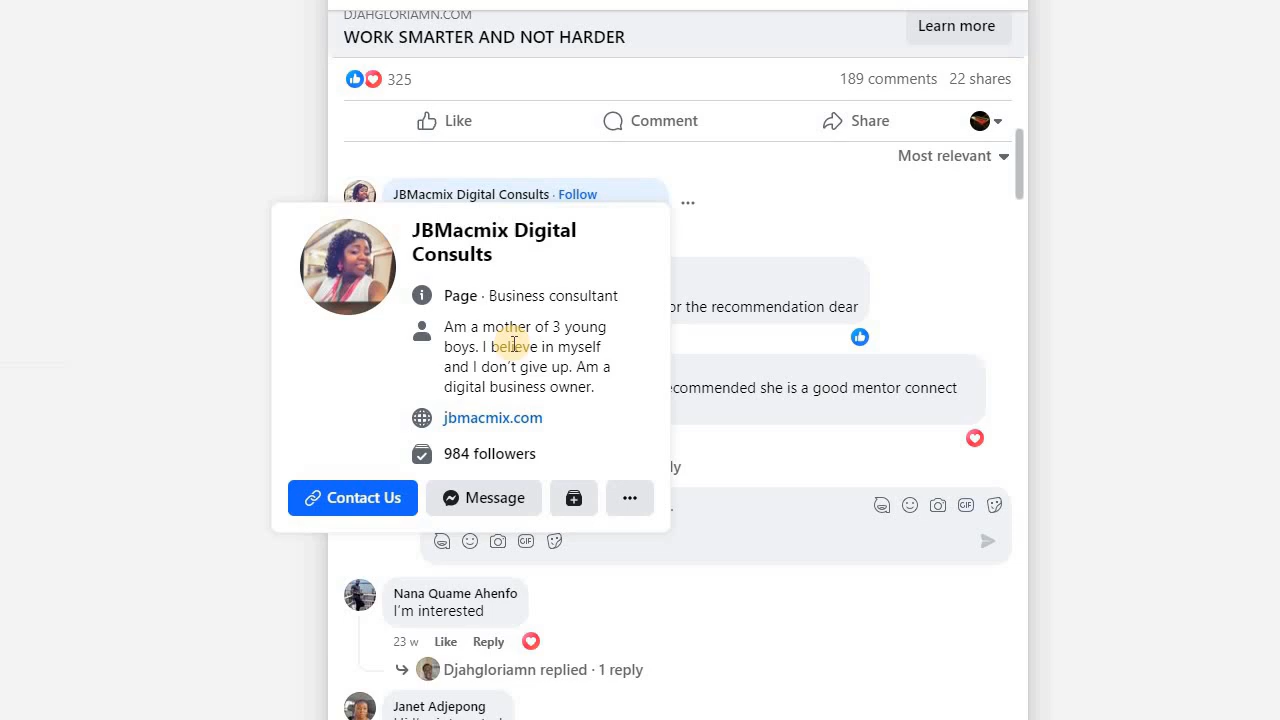 DJAHGLORIAMN.COM
WORK SMARTER AND NOT HARDER
Learn more
325
189 comments 22 shares
Like
Comment
Share
Most relevant
JBMacmix Digital Consults · Follow
JBMacmix Digital
Consults
Page · Business consultant
Am a mother of 3 young
boys. I believe in myself
and I don't give up. Am a
digital business owner.
jbmacmix.com
984 followers
Contact Us
Message
the recommendation dear
she is a good mentor connect
GIF
GIF
Nana Quame Ahenfo
I'm interested
23 w Like Reply
Djahgloriamn replied · 1 reply
Janet Adjepong